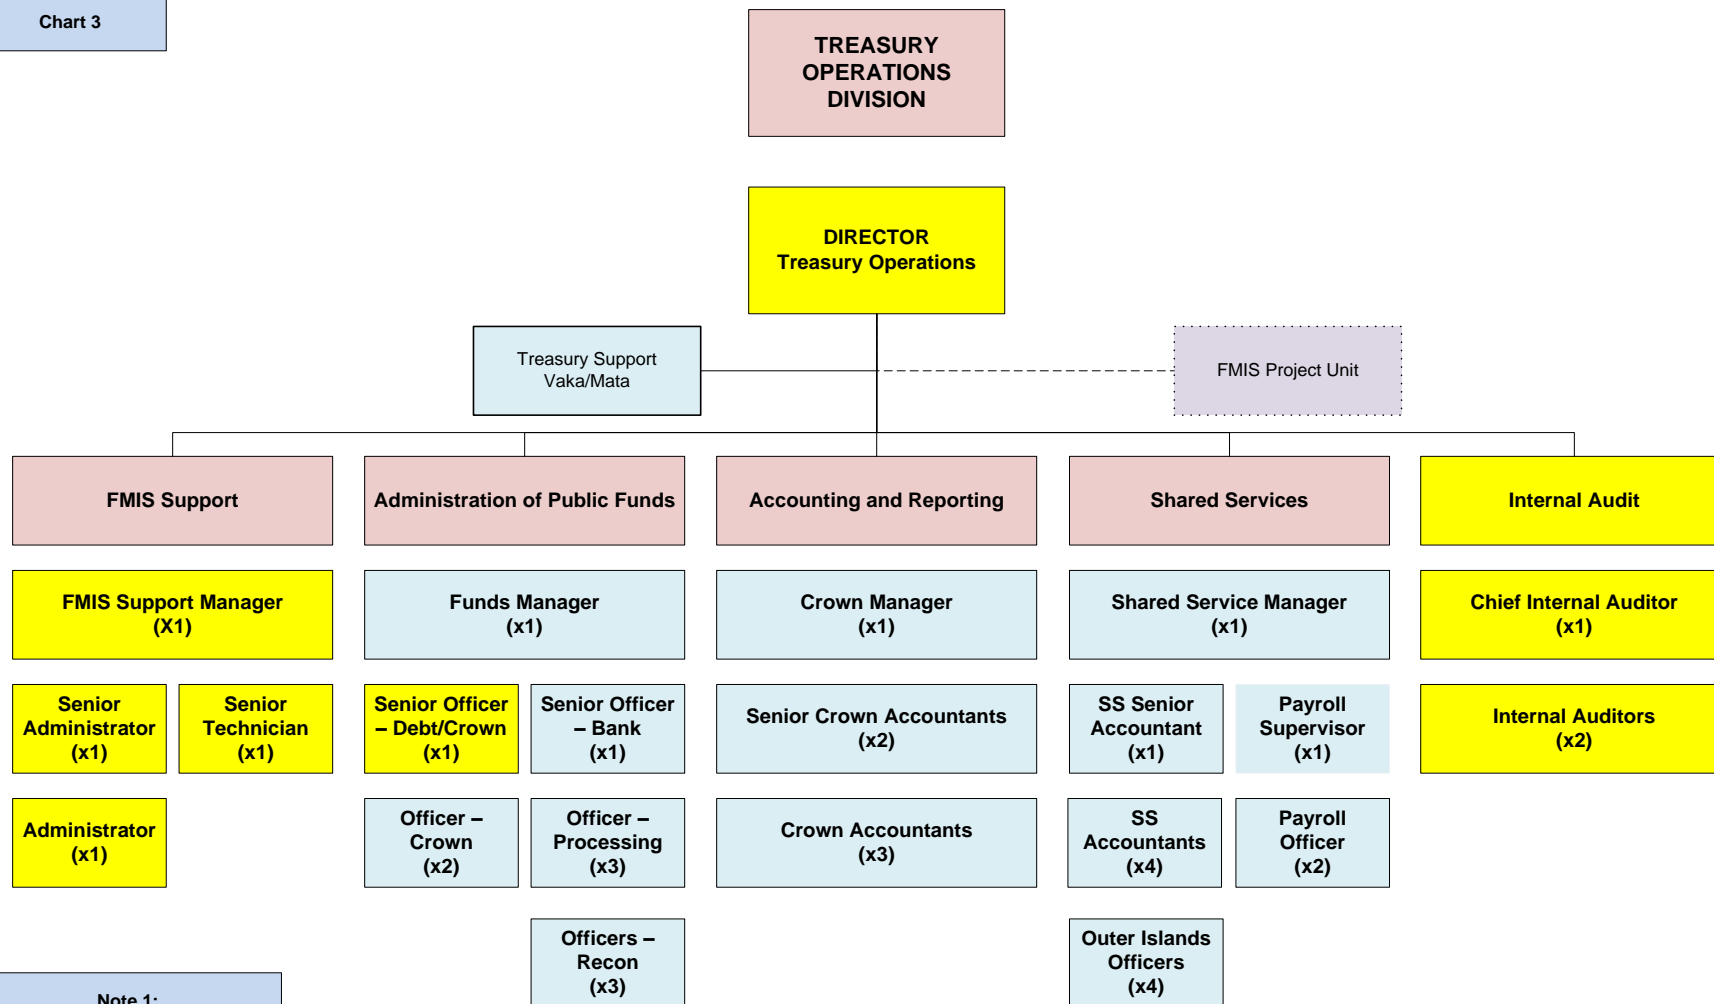 Chart 3
TREASURY
OPERATIONS
DIVISION
DIRECTOR
Treasury Operations
Treasury Support
Vaka/Mata
FMIS Project Unit
FMIS Support
Administration of Public Funds
Accounting and Reporting
Shared Services
Internal Audit
FMIS Support Manager
(X1)
Funds Manager
(x1)
Crown Manager
(x1)
Shared Service Manager
(x1)
Chief Internal Auditor
(x1)
Senior
Administrator
(x1)
Senior
Technician
(x1)
Senior Officer
– Debt/Crown
(x1)
Senior Officer
– Bank
(x1)
Senior Crown Accountants
(x2)
SS Senior
Accountant
(x1)
Payroll
Supervisor
(x1)
Internal Auditors
(x2)
Administrator
(x1)
Officer –
Crown
(x2)
Officer –
Processing
(x3)
Crown Accountants
(x3)
SS
Accountants
(x4)
Payroll
Officer
(x2)
Officers –
Recon
(x3)
Outer Islands
Officers
(x4)
Note 1: